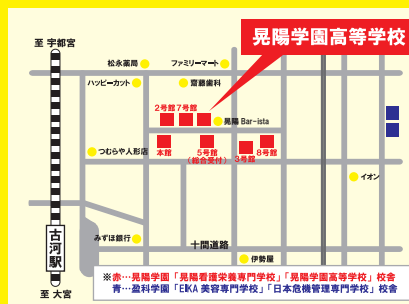 晃陽学園高等学校
至 宇都宮
松永薬局
ファミリーマート
ハッピーカット
齋藤歯科
2号館
7号館
晃陽 Bar-ista
つむらや人形店
本館
5号館
(総合受付)
3号館
8号館
イオン
古河駅
みずほ銀行
十間道路
伊勢屋
至 大宮
※赤…晃陽学園「晃陽看護栄養専門学校」「晃陽学園高等学校」校舎
青…盈科学園「EIKA 美容専門学校」「日本危機管理専門学校」校舎